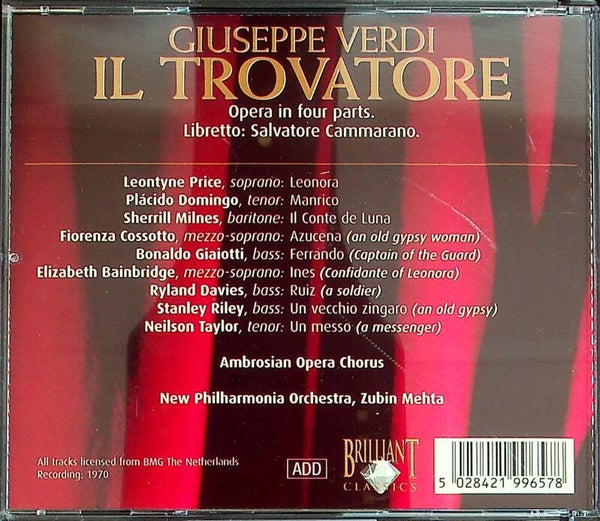 GIUSEPPE VERDI
IL TROVATORE
Opera in four parts.
Libretto: Salvatore Cammarano.
Leontyne Price, soprano: Leonora
Plácido Domingo, tenor: Manrico
Sherrill Milnes, baritone: Il Conte de Luna
Fiorenza Cossotto, mezzo-soprano: Azucena (an old gypsy woman)
Bonaldo Giaiotti, bass: Ferrando (Captain of the Guard)
Elizabeth Bainbridge, mezzo-soprano: Ines (Confidante of Leonora)
Ryland Davies, bass: Ruiz (a soldier)
Stanley Riley, bass: Un vecchio zingaro (an old gypsy)
Neilson Taylor, tenor: Un messo (a messenger)
Ambrosian Opera Chorus
New Philharmonia Orchestra, Zubin Mehta
All tracks licensed from BMG The Netherlands
Recording: 1970
ADD
BRILLIANT
CLASSICS
5 028421 996578